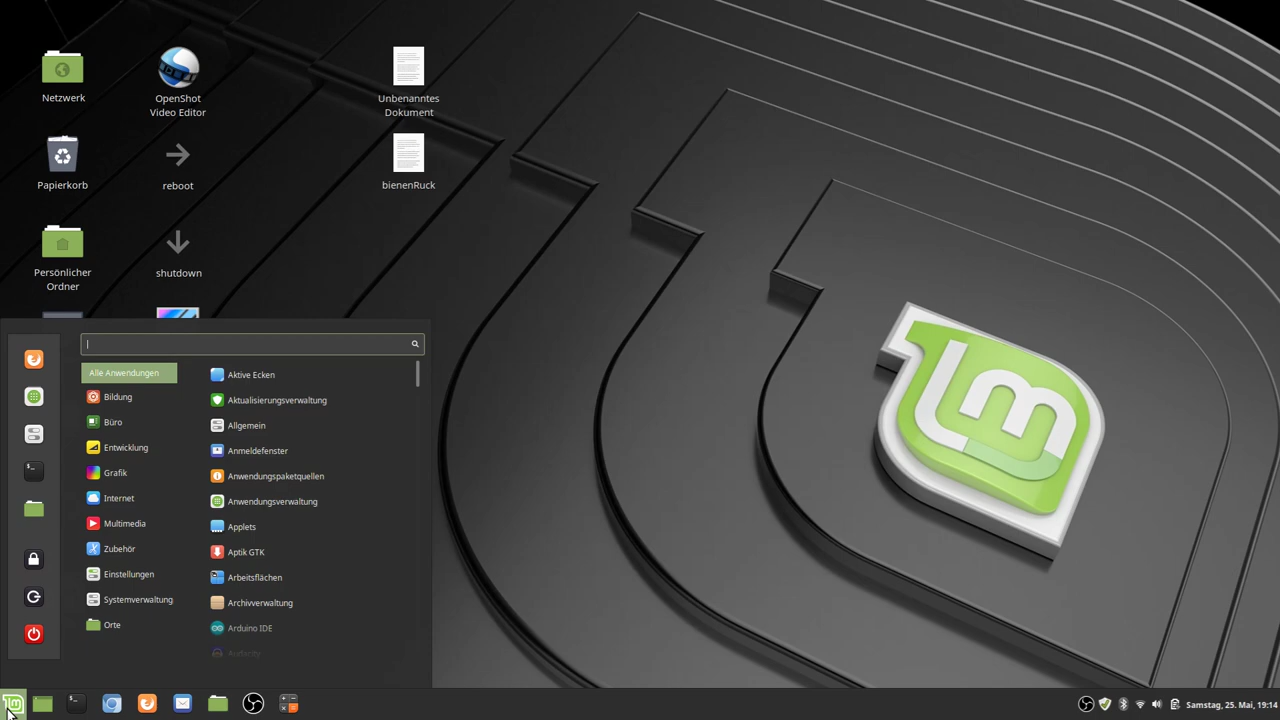 Netzwerk
OpenShot
Video Editor
Unbenanntes
Dokument
Papierkorb
reboot
bienenRuck
Persönlicher
Ordner
shutdown
Alle Anwendungen
Bildung
Büro
Entwicklung
Grafik
Internet
Multimedia
Zubehör
Einstellungen
Systemverwaltung
Orte
Aktive Ecken
Aktualisierungsverwaltung
Allgemein
Anmeldefenster
Anwendungspaketquellen
Anwendungsverwaltung
Applets
Aptik GTK
Arbeitsflächen
Archivverwaltung
Arduino IDE
Audacity
Samstag, 25. Mai, 19:14